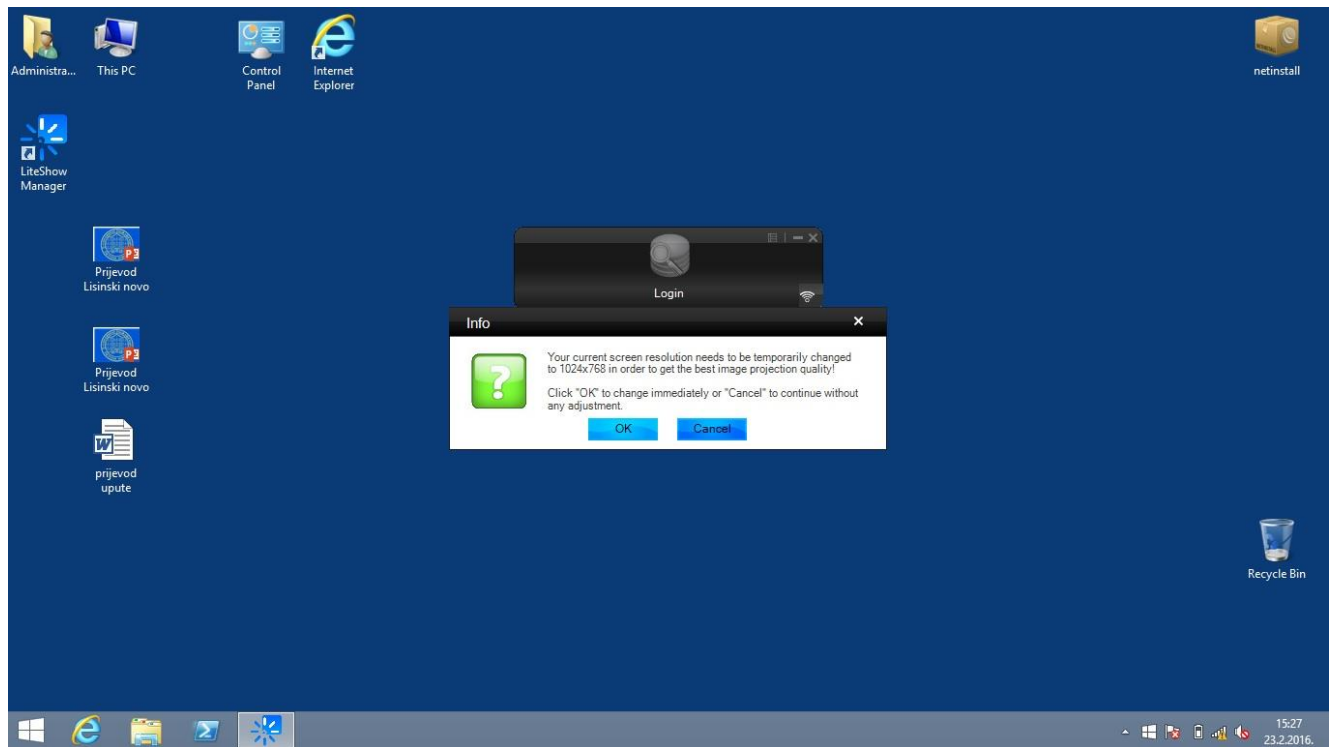 Administra...
This PC
Control
Panel
Internet
Explorer
netinstall
LiteShow
Manager
Prijevod
Lisinski novo
Login
Info
Your current screen resolution needs to be temporarily changed
to 1024x768 in order to get the best image projection quality!
Click "OK" to change immediately or "Cancel" to continue without
any adjustment.
OK
Cancel
Prijevod
Lisinski novo
prijevod
upute
Recycle Bin
15:27
23.2.2016.